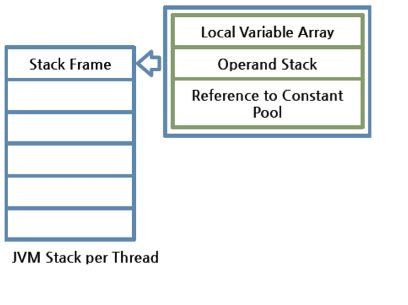 Local Variable Array
Stack Frame
Operand Stack
Reference to Constant
Pool
JVM Stack per Thread